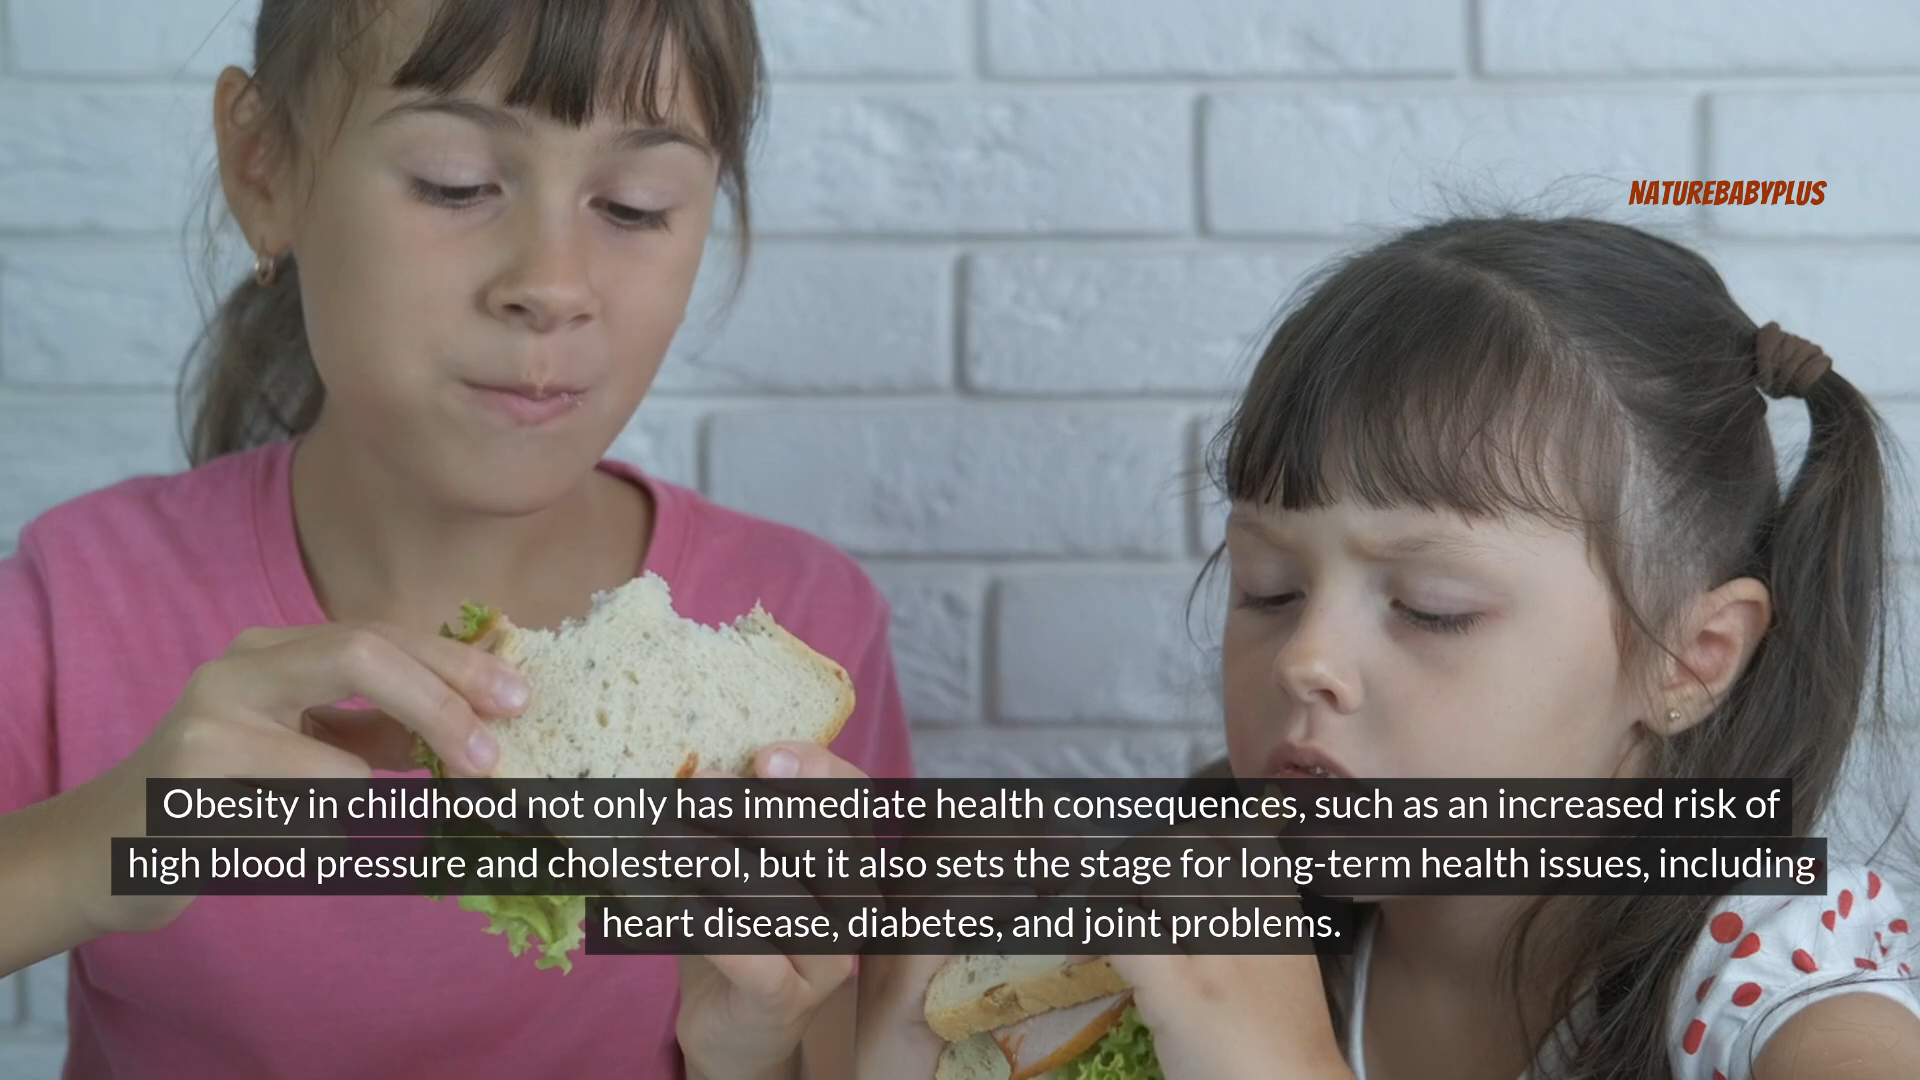 NATUREBABYPLUS
Obesity in childhood not only has immediate health consequences, such as an increased risk of
high blood pressure and cholesterol, but it also sets the stage for long-term health issues, including
heart disease, diabetes, and joint problems.